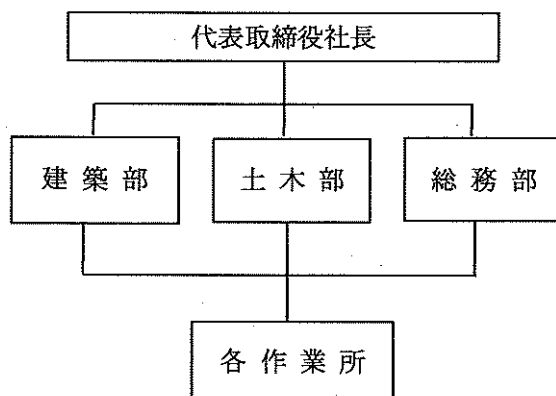 代表取締役社長
建築部
土木部
総務部
各作業所